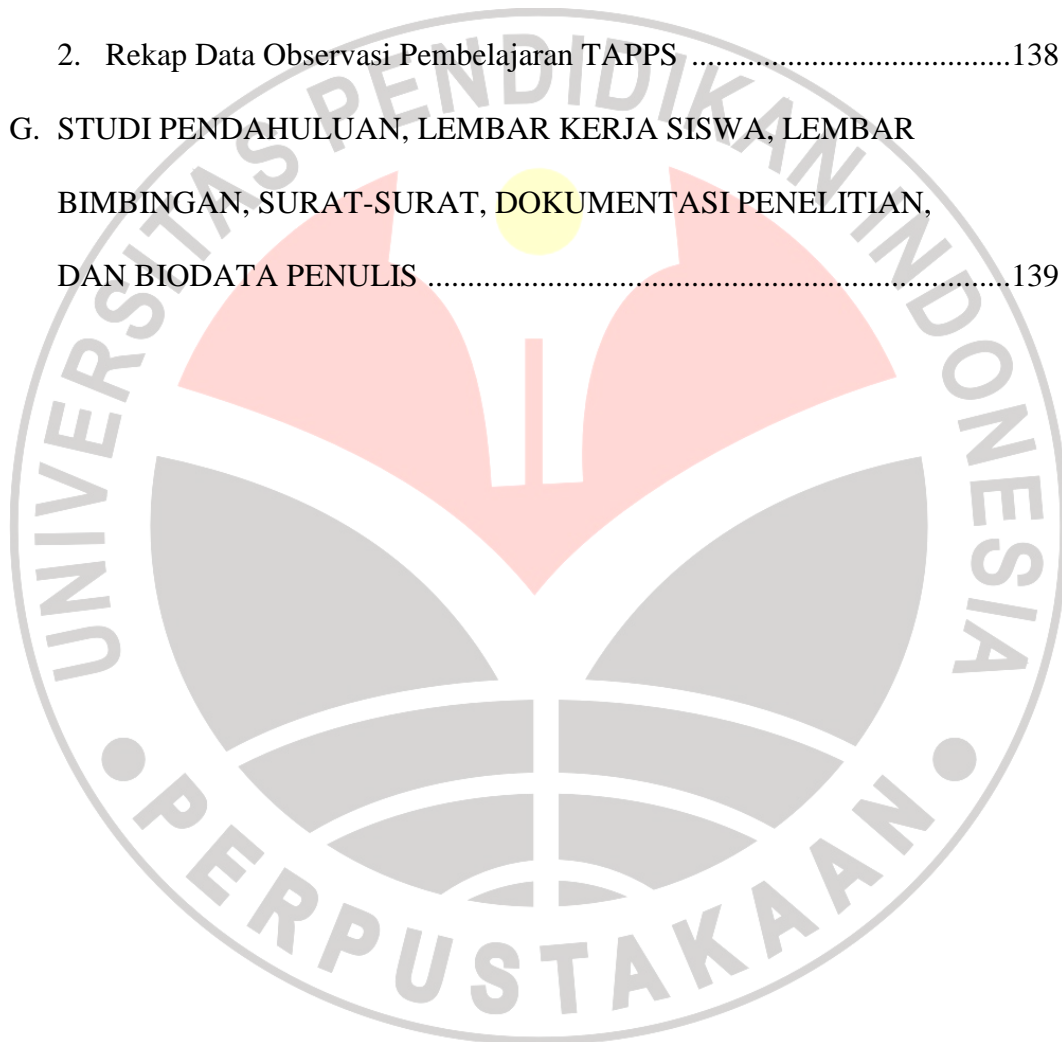 2. Rekap Data Observasi Pembelajaran TAPPS ........................................138
G. STUDI PENDAHULUAN, LEMBAR KERJA SISWA, LEMBAR
BIMBINGAN, SURAT-SURAT, DOKUMENTASI PENELITIAN,
DAN BIODATA PENULIS ..........................................................................139
UNIVERSITAS PENDIDIKAN INDONESIA
PERPUSTAKAAN